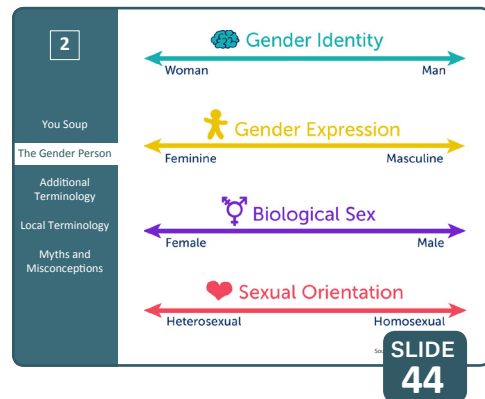 2
You Soup
The Gender Person
Additional
Terminology
Local Terminology
Myths and
Misconceptions
Gender Identity
Woman
Man
Gender Expression
Feminine
Masculine
Biological Sex
Female
Male
Sexual Orientation
Heterosexual
Homosexual
SLIDE
44